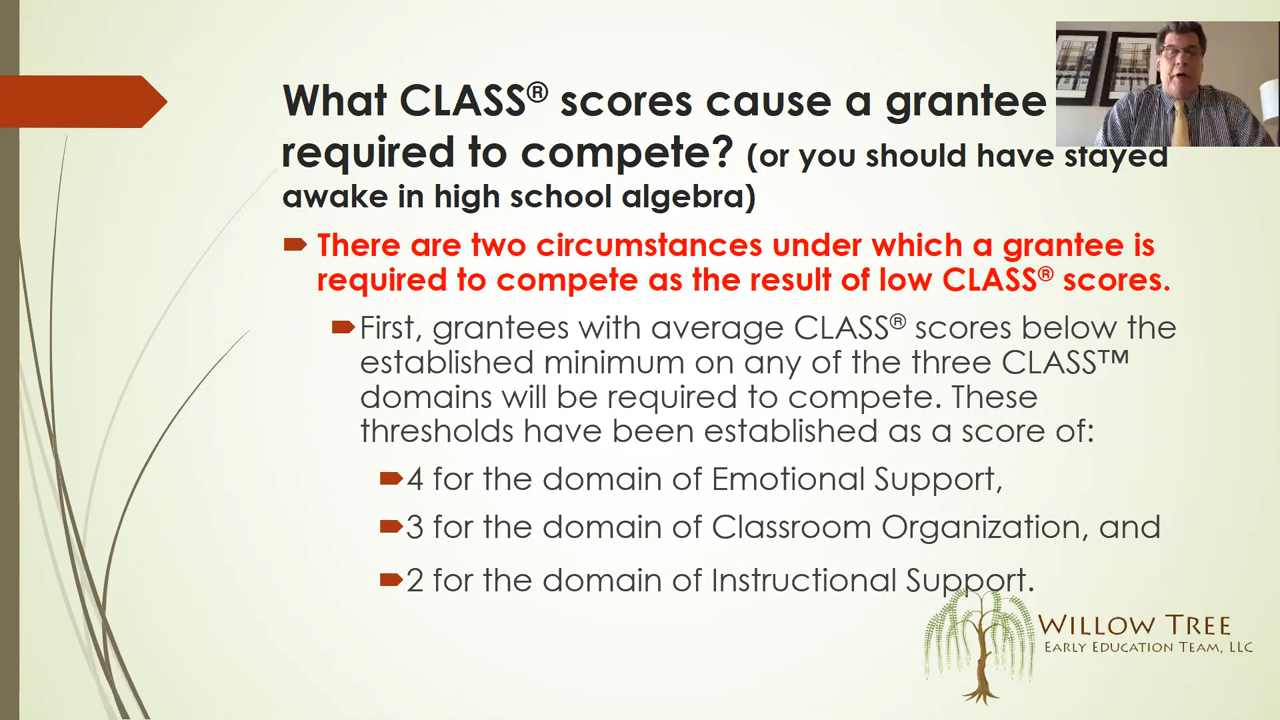 What CLASS® scores cause a grantee
required to compete? (or you should have stayed
awake in high school algebra)
There are two circumstances under which a grantee is
required to compete as the result of low CLASS® scores.
First, grantees with average CLASS® scores below the
established minimum on any of the three CLASS™
domains will be required to compete. These
thresholds have been established as a score of:
4 for the domain of Emotional Support,
3 for the domain of Classroom Organization, and
2 for the domain of Instructional Support.
WILLOW TREE
EARLY EDUCATION TEAM, LLC